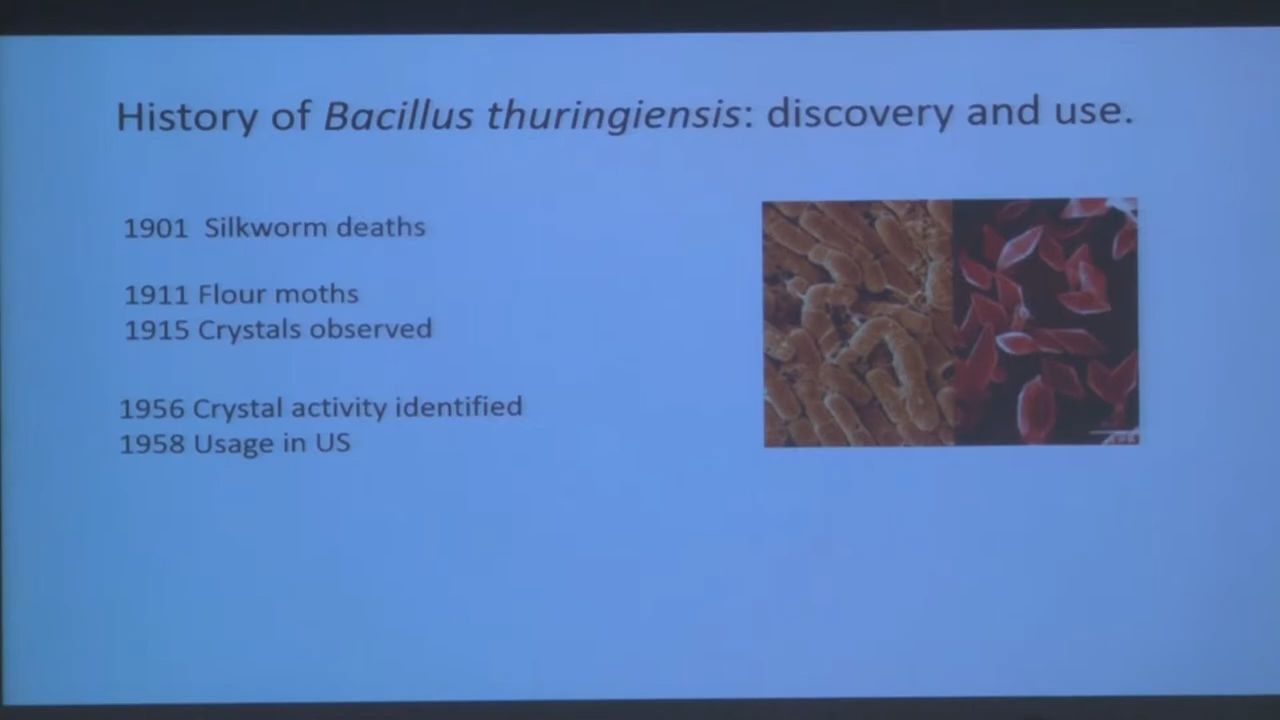 History of Bacillus thuringiensis: discovery and use.
1901 Silkworm deaths
1911 Flour moths
1915 Crystals observed
1956 Crystal activity identified
1958 Usage in US